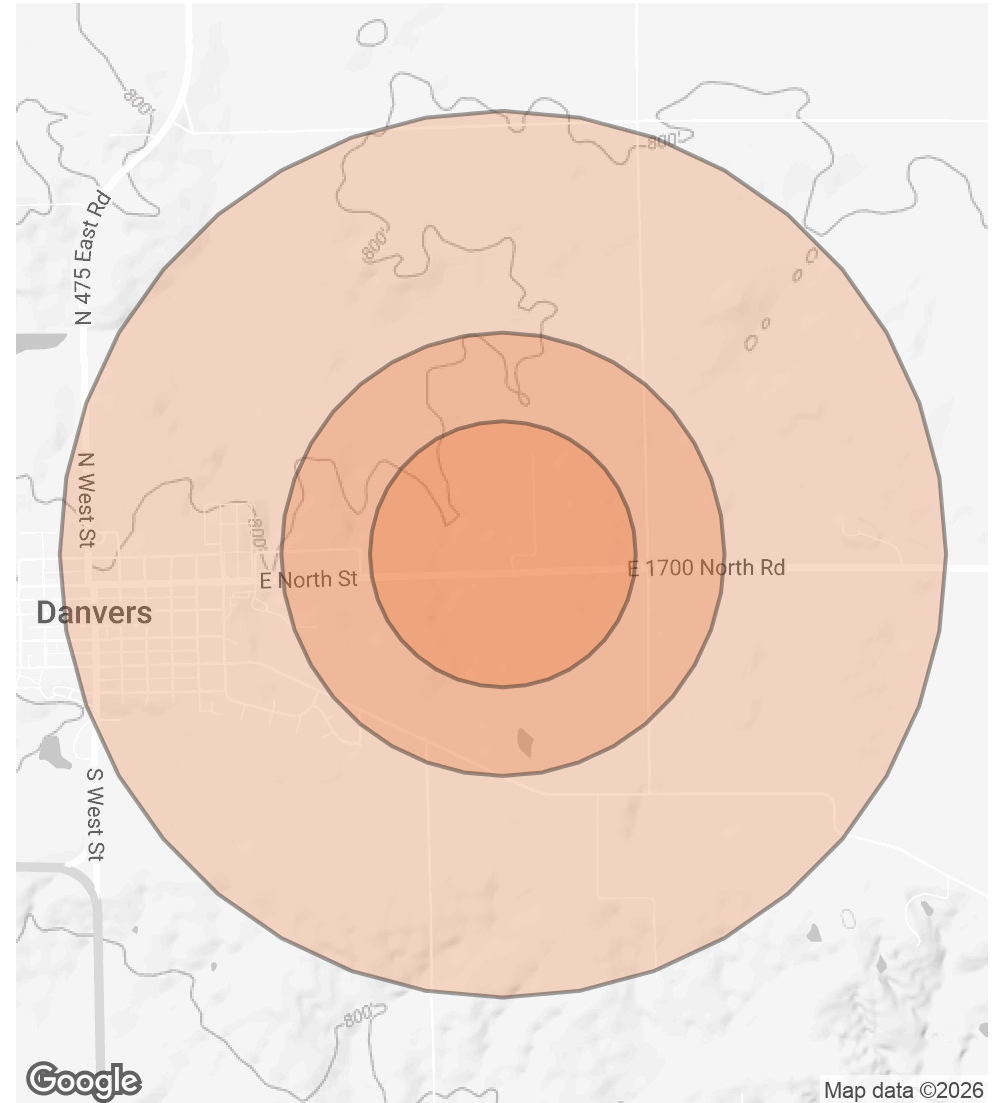 800'
800'
N 475 East Rd
800'
N West St
800'
E North St
E 1700 North Rd
Danvers
S West St
800'
Google
Map data ©2026